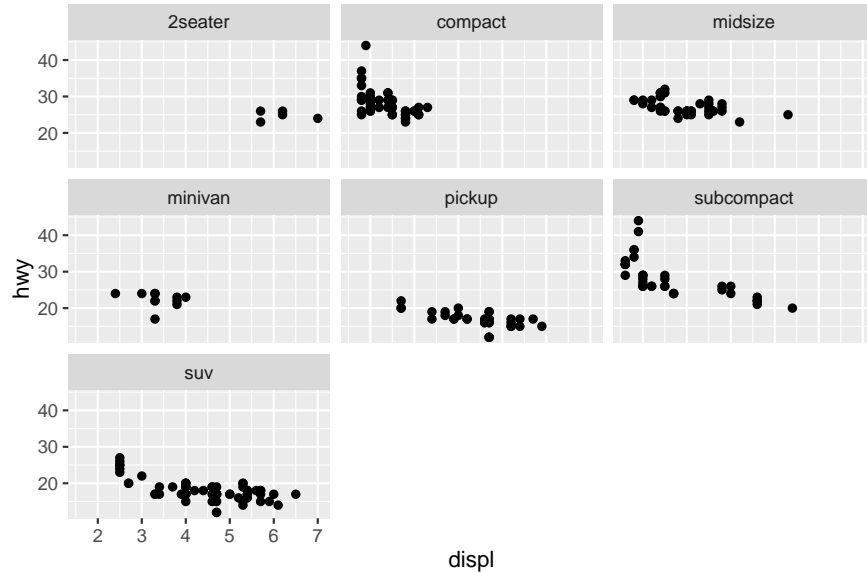 2seater compact midsize
40
30
20
minivan pickup subcompact
40
30
20
suv
40
30
20
2 3 4 5 6 7
displ
hwy